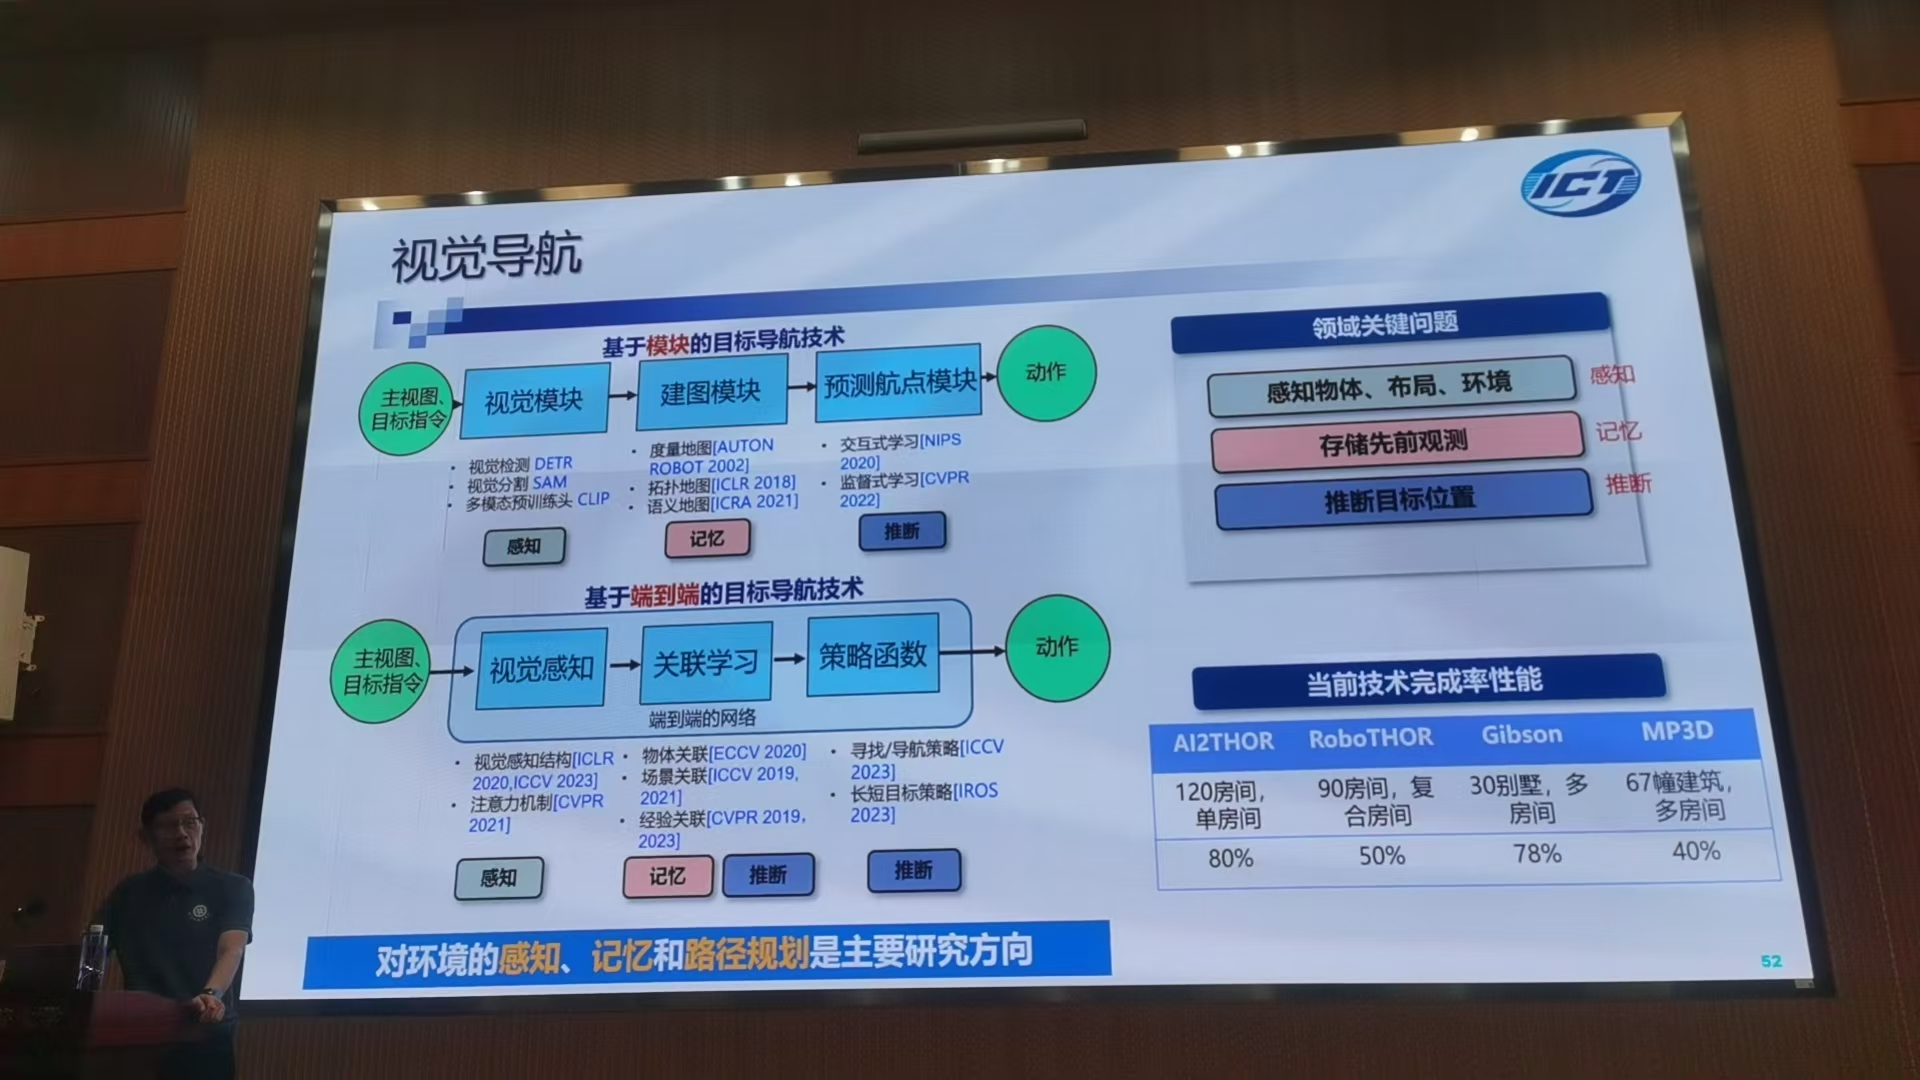 ICT
视觉导航
基于模块的目标导航技术
主视图、
目标指令
视觉模块
建图模块
预测航点模块
动作
• 视觉检测 DETR
• 视觉分割 SAM
• 多模态预训练头 CLIP
• 度量地图[AUTON
ROBOT 2002]
• 拓扑地图[ICLR 2018]
• 语义地图[ICRA 2021]
• 交互式学习[NIPS
2020]
• 监督式学习[CVPR
2022]
感知
记忆
推断
基于端到端的目标导航技术
主视图、
目标指令
视觉感知
关联学习
策略函数
动作
端到端的网络
• 视觉感知结构[ICLR
2020,ICCV 2023]
• 注意力机制[CVPR
2021]
• 物体关联[ECCV 2020]
• 场景关联[ICCV 2019,
2021]
• 经验关联[CVPR 2019,
2023]
• 寻找/导航策略[ICCV
2023]
• 长短目标策略[IROS
2023]
感知
记忆
推断
推断
对环境的感知、记忆和路径规划是主要研究方向
领域关键问题
感知物体、布局、环境
感知
存储先前观测
记忆
推断目标位置
推断
当前技术完成率性能
AI2THOR RoboTHOR Gibson MP3D
120房间, 90房间，复 30别墅，多 67幢建筑,
单房间 合房间 房间 多房间
80% 50% 78% 40%
52